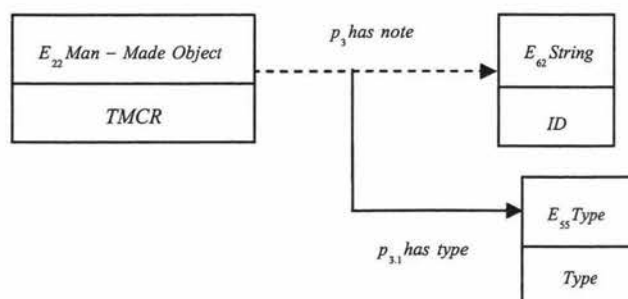 p₃ has note
E₂₂ Man – Made Object
TMCR
E₆₂ String
ID
E₅₅ Type
p₃.₁ has type
Type